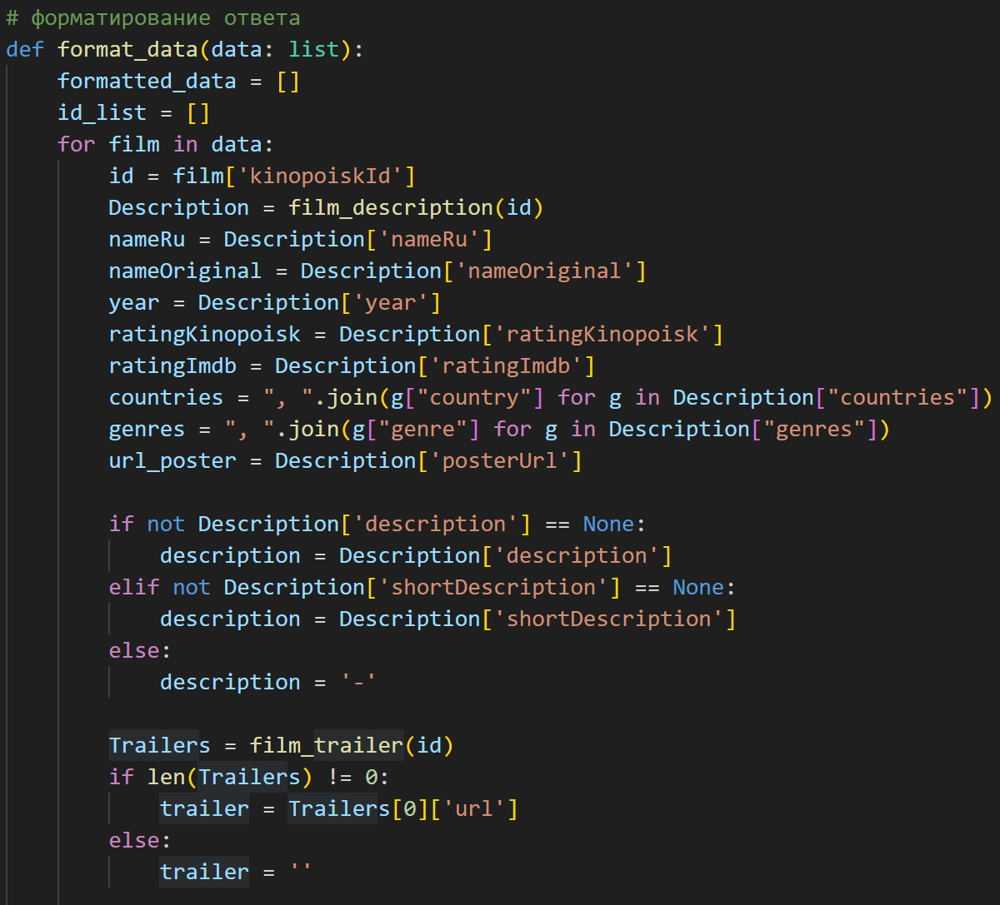 # форматирование ответа
def format_data(data: list):
    formatted_data = []
    id_list = []
    for film in data:
        id = film['kinopoiskId']
        Description = film_description(id)
        nameRu = Description['nameRu']
        nameOriginal = Description['nameOriginal']
        year = Description['year']
        ratingKinopoisk = Description['ratingKinopoisk']
        ratingImdb = Description['ratingImdb']
        countries = ", ".join(g["country"] for g in Description["countries"])
        genres = ", ".join(g["genre"] for g in Description["genres"])
        url_poster = Description['posterUrl']

        if not Description['description'] == None:
            description = Description['description']
        elif not Description['shortDescription'] == None:
            description = Description['shortDescription']
        else:
            description = '-'

        Trailers = film_trailer(id)
        if len(Trailers) != 0:
            trailer = Trailers[0]['url']
        else:
            trailer = ''